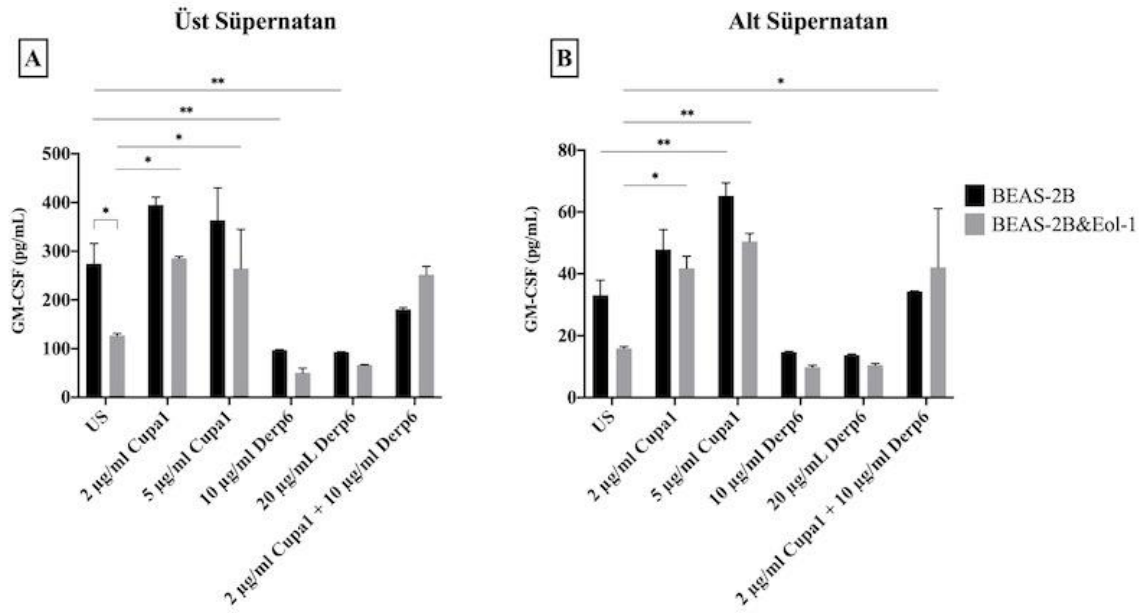 Üst Süpernatan
A
**
**
*
*
*
500
400
300
200
100
0
GM-CSF (pg/mL)
US
2 µg/ml Cupa1
5 µg/ml Cupa1
10 µg/ml Derp6
20 µg/mL Derp6
2 µg/ml Cupa1 + 10 µg/ml Derp6
Alt Süpernatan
B
*
**
**
*
80
60
40
20
0
GM-CSF (pg/mL)
US
2 µg/ml Cupa1
5 µg/ml Cupa1
10 µg/ml Derp6
20 µg/mL Derp6
2 µg/ml Cupa1 + 10 µg/ml Derp6
BEAS-2B
BEAS-2B&Eol-1